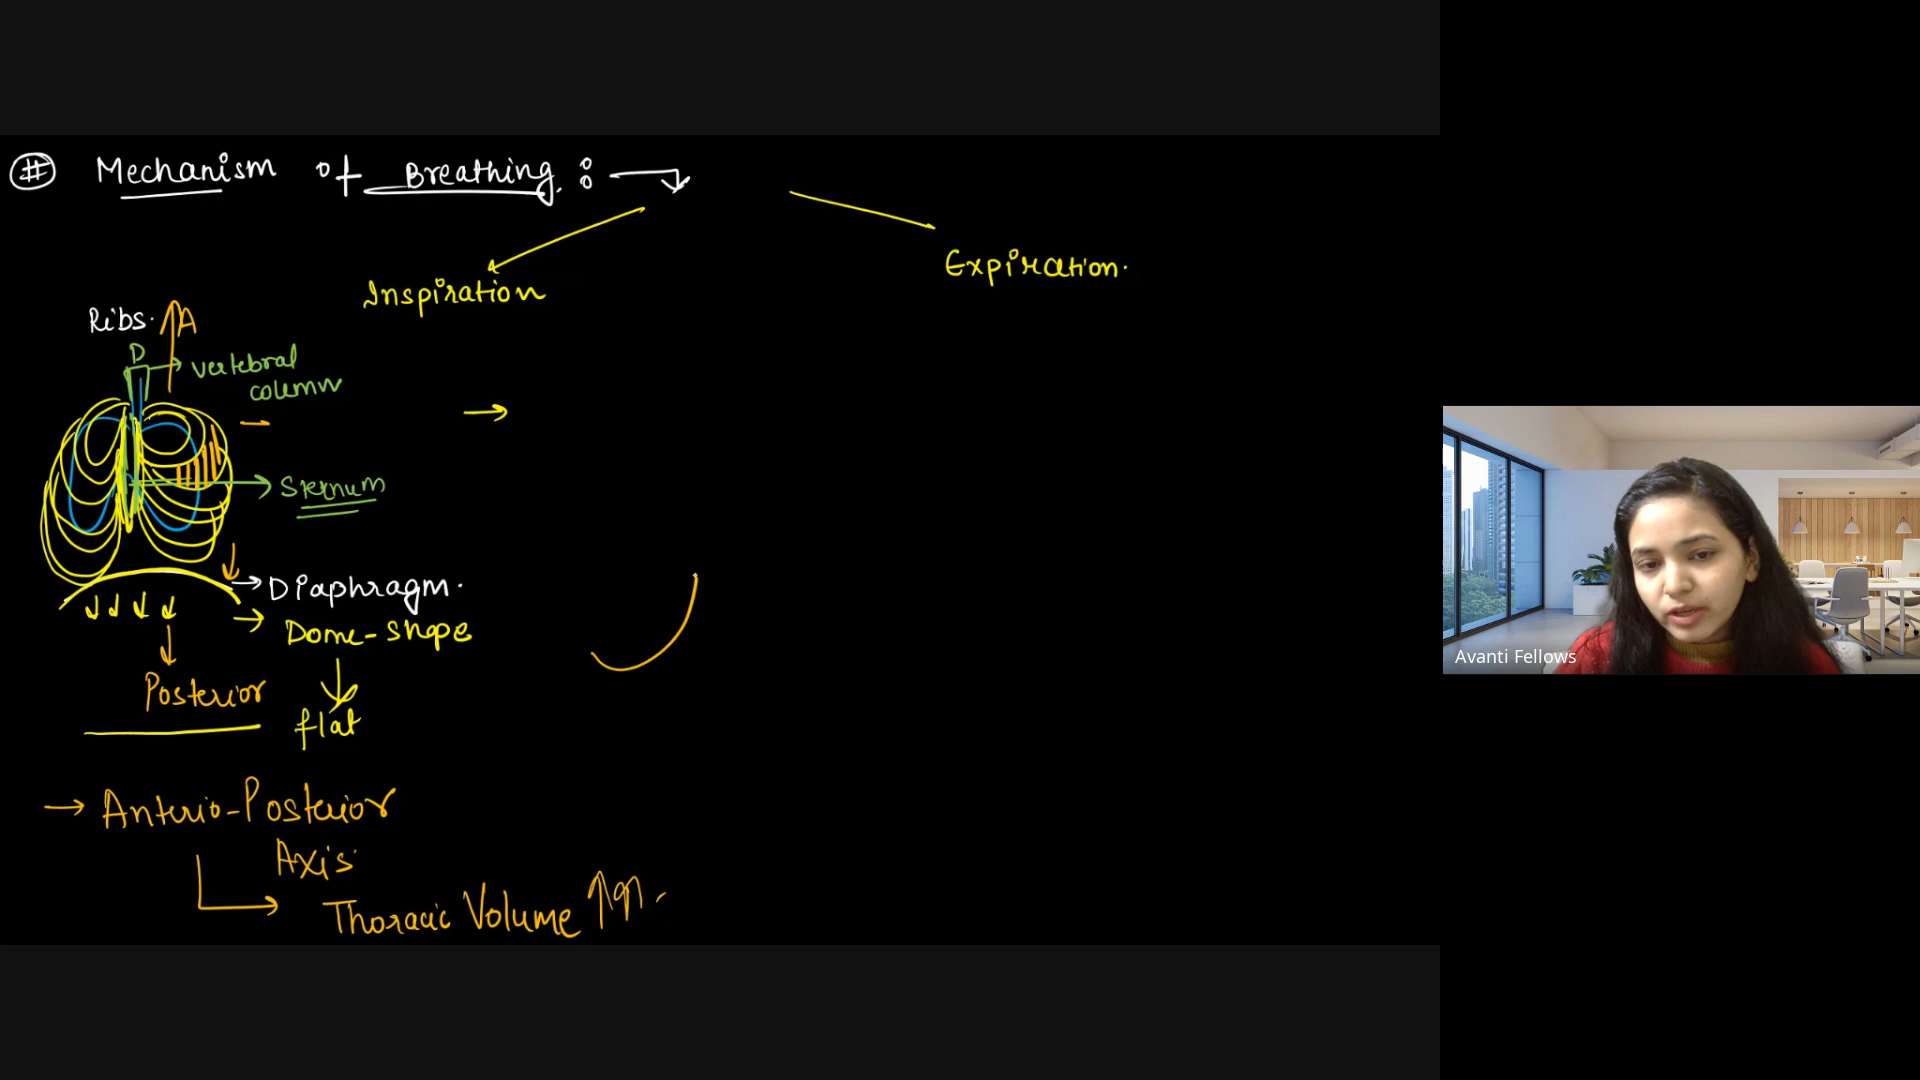 # Mechanism of Breathing :
Inspiration
Expiration.
Ribs.
A
D
vertebral
column
Sternum
Diaphragm.
Dome-shape
Posterior
flat
Anterio-Posterior
Axis
Thoracic Volume ↑↑
Avanti Fellows